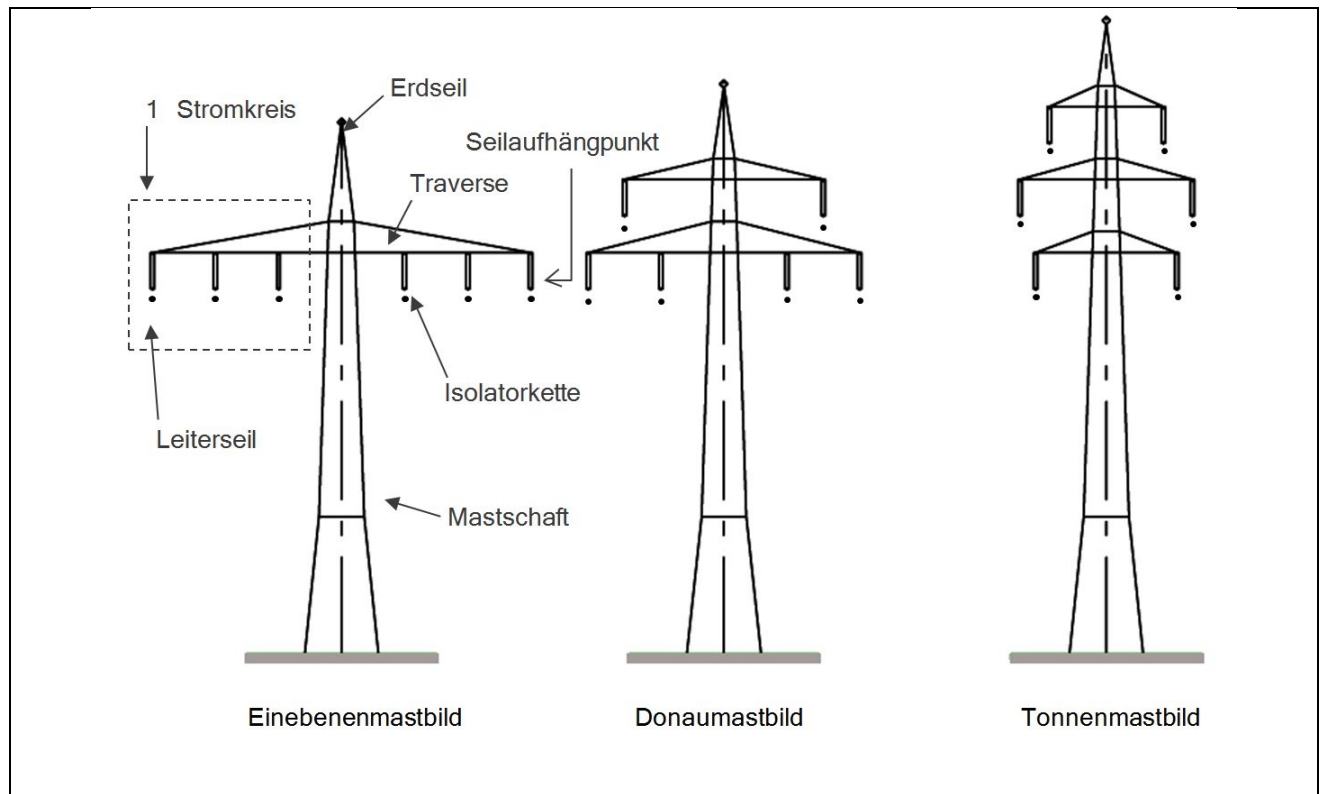 Erdseil
1 Stromkreis
Seilaufhängpunkt
Traverse
Isolatorkette
Leiterseil
Mastschaft
Einebenenmastbild
Donaumastbild
Tonnenmastbild